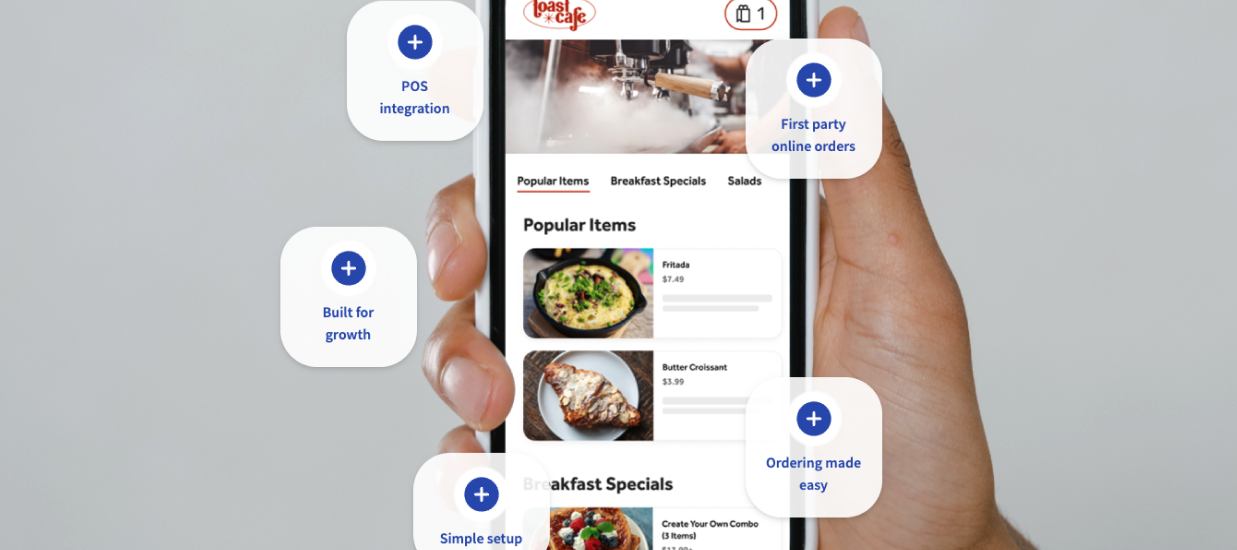 toast
cafe
1
POS
integration
First party
online orders
Popular Items
Breakfast Specials
Salads
Popular Items
Fritada
$7.49
Built for
growth
Butter Croissant
$3.99
Ordering made
easy
Breakfast Specials
Simple setup
Create Your Own Combo
(3 Items)